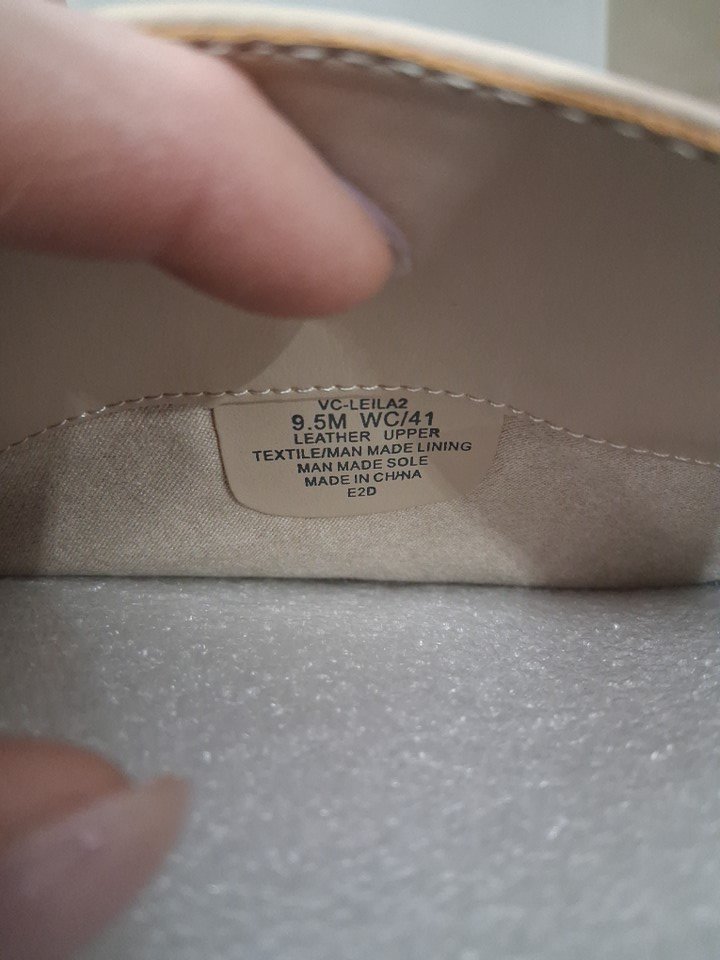 VC-LEILA2
9.5M WC/41
LEATHER UPPER
TEXTILE/MAN MADE LINING
MAN MADE SOLE
MADE IN CHINA
E2D